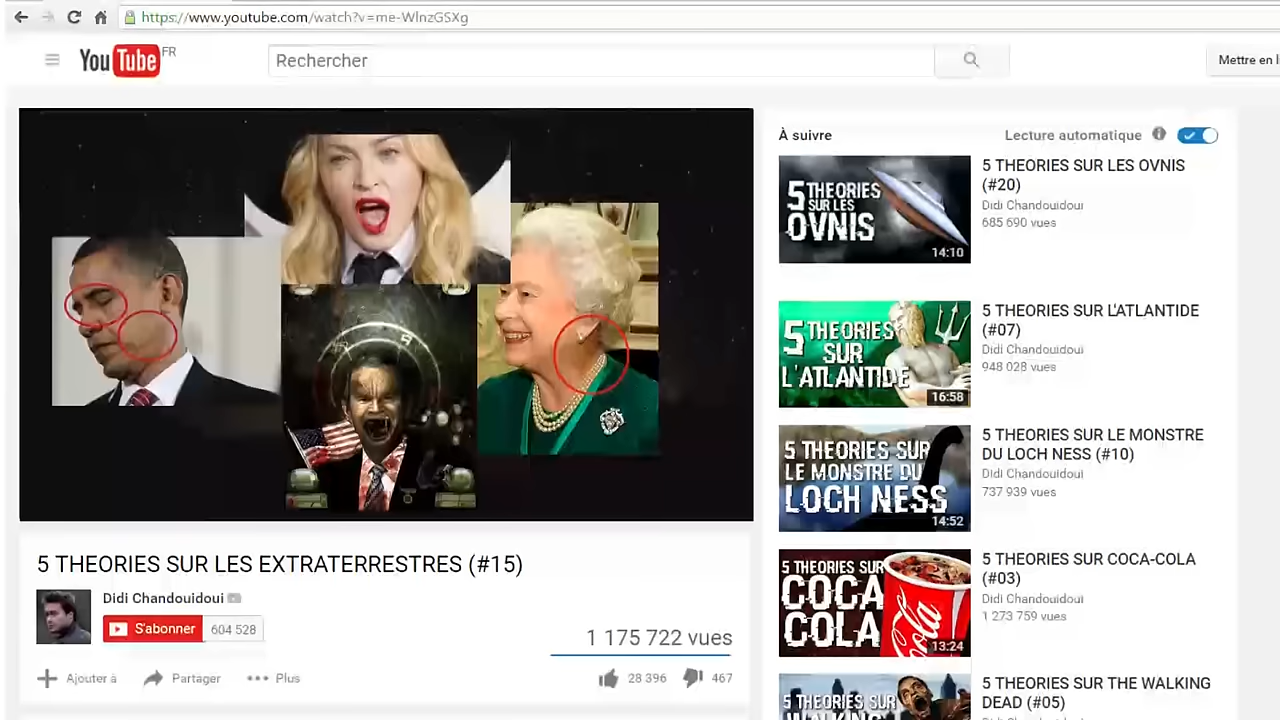 https://www.youtube.com/watch?v=me-WlnzGSXg
YouTube FR
Rechercher
Mettre en li
À suivre
Lecture automatique
5 THEORIES SUR LES OVNIS
14:10
5 THEORIES SUR LES OVNIS (#20)
Didi Chandouidoui
685 690 vues
5 THEORIES SUR L'ATLANTIDE
16:58
5 THEORIES SUR L'ATLANTIDE (#07)
Didi Chandouidoui
948 028 vues
5 THEORIES SUR LE MONSTRE DU LOCH NESS
14:52
5 THEORIES SUR LE MONSTRE DU LOCH NESS (#10)
Didi Chandouidoui
737 939 vues
5 THEORIES SUR COCA COLA
Cola
13:24
5 THEORIES SUR COCA-COLA (#03)
Didi Chandouidoui
1 273 759 vues
5 THEORIES SUR
5 THEORIES SUR THE WALKING DEAD (#05)
5 THEORIES SUR LES EXTRATERRESTRES (#15)
Didi Chandouidoui
S'abonner
604 528
1 175 722 vues
Ajouter à
Partager
Plus
28 396
467